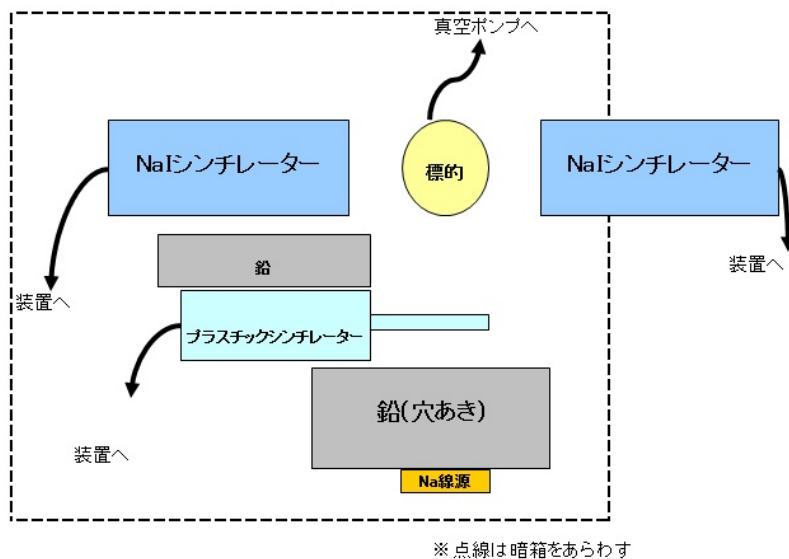 真空ポンプへ
NaIシンチレーター
標的
NaIシンチレーター
鉛
装置へ
装置へ
プラスチックシンチレーター
鉛(穴あき)
装置へ
Na線源
※ 点線は暗箱をあらわす